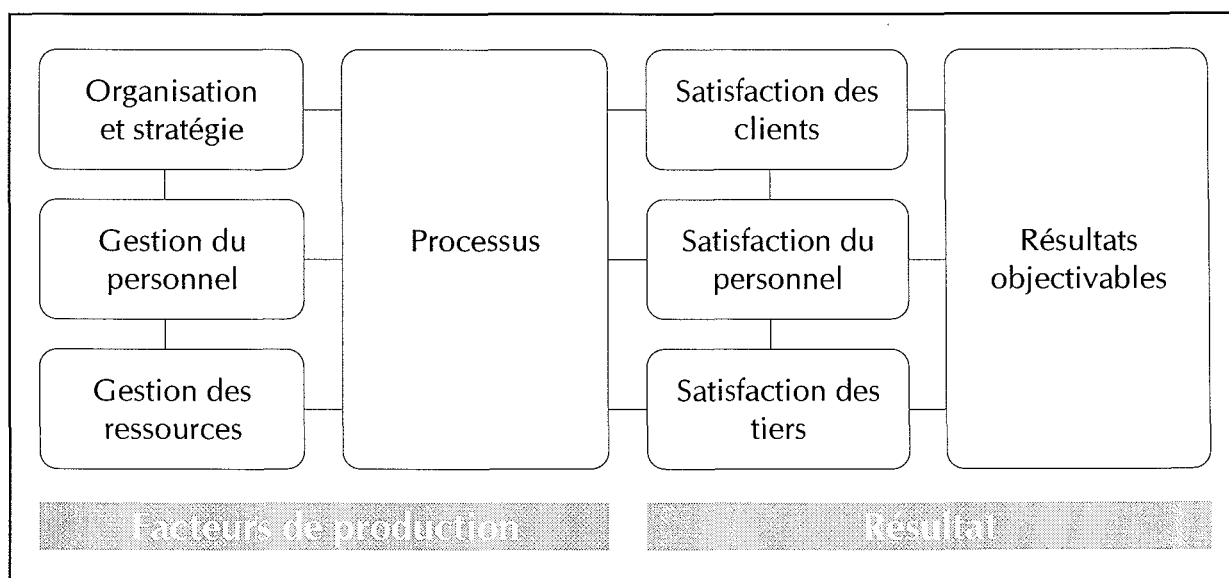 Organisation
et stratégie
Gestion du
personnel
Gestion des
ressources
Processus
Satisfaction des
clients
Satisfaction du
personnel
Satisfaction des
tiers
Résultats
objectivables
Facteurs de production
Résultat